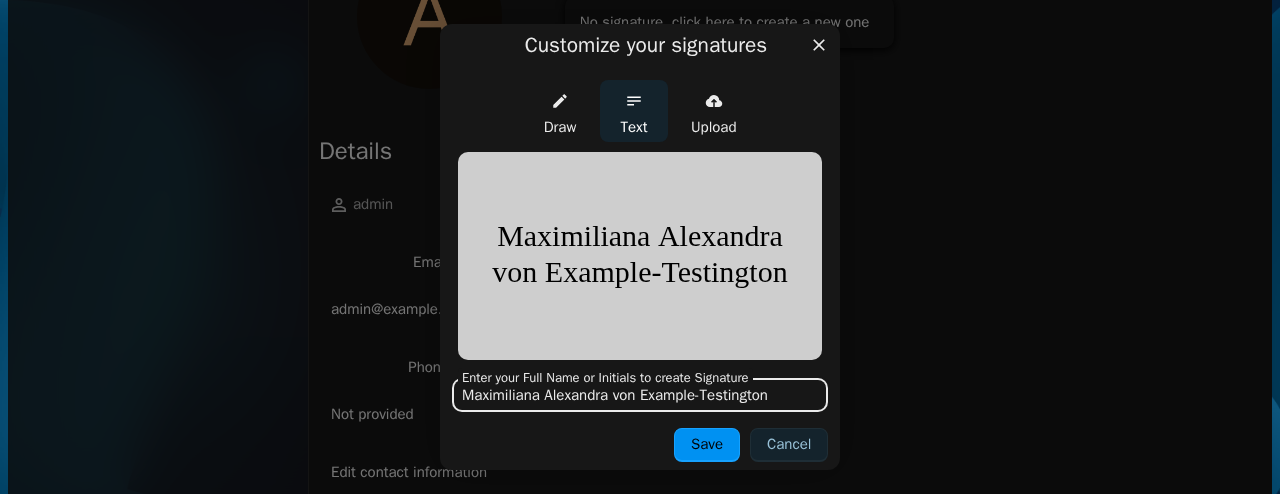 A
No signature, click here to create a new one
Customize your signatures
Draw
Text
Upload
Details
admin
Maximiliana Alexandra
von Example-Testington
Ema
admin@example.
Phon
Enter your Full Name or Initials to create Signature
Maximiliana Alexandra von Example-Testington
Not provided
Save
Cancel
Edit contact information